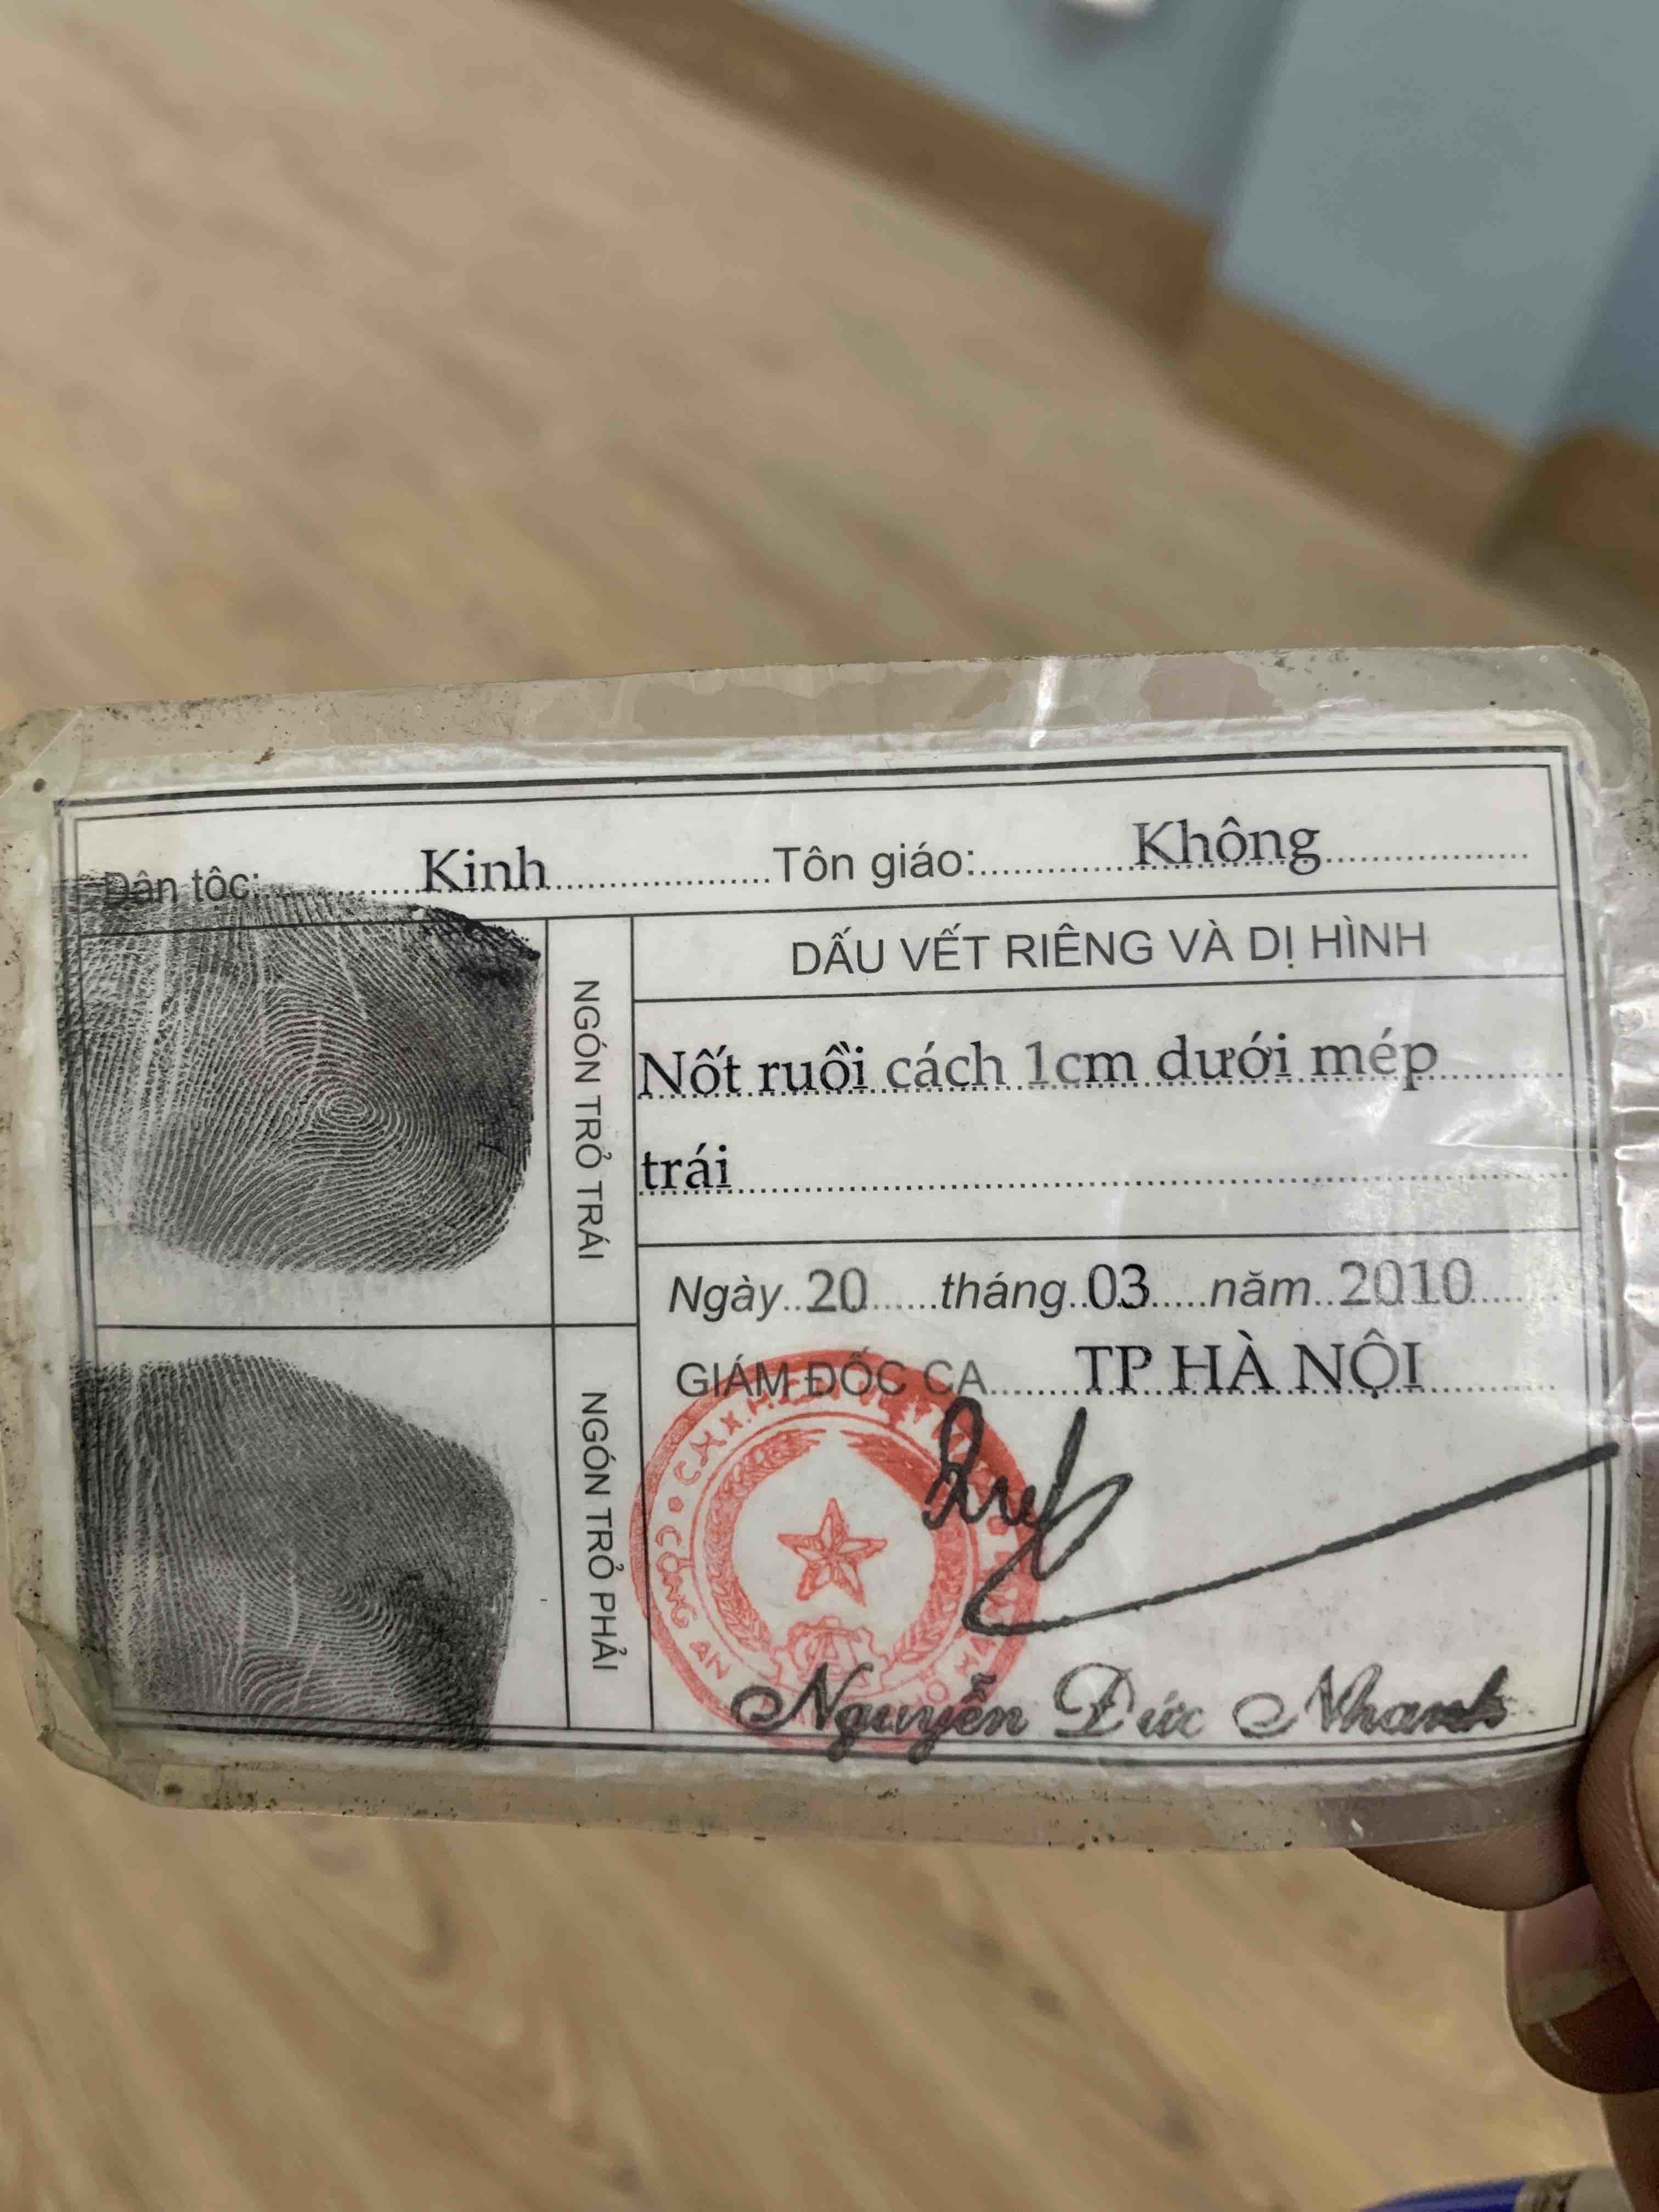 Dân tộc: Kinh Tôn giáo: Không
NGÓN TRỎ TRÁI
DẤU VẾT RIÊNG VÀ DỊ HÌNH
Nốt ruồi cách 1cm dưới mép
trái
Ngày 20 tháng 03 năm 2010
GIÁM ĐỐC CA TP HÀ NỘI
NGÓN TRỎ PHẢI
CÔNG AN
Nguyễn Đức Nhanh